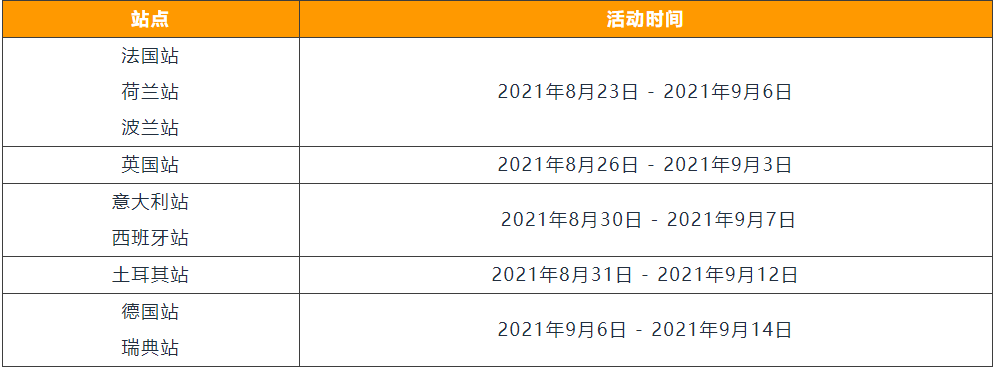 站点 活动时间
法国站
荷兰站 2021年8月23日 - 2021年9月6日
波兰站
英国站 2021年8月26日 - 2021年9月3日
意大利站
2021年8月30日 - 2021年9月7日
西班牙站
土耳其站 2021年8月31日 - 2021年9月12日
德国站
2021年9月6日 - 2021年9月14日
瑞典站